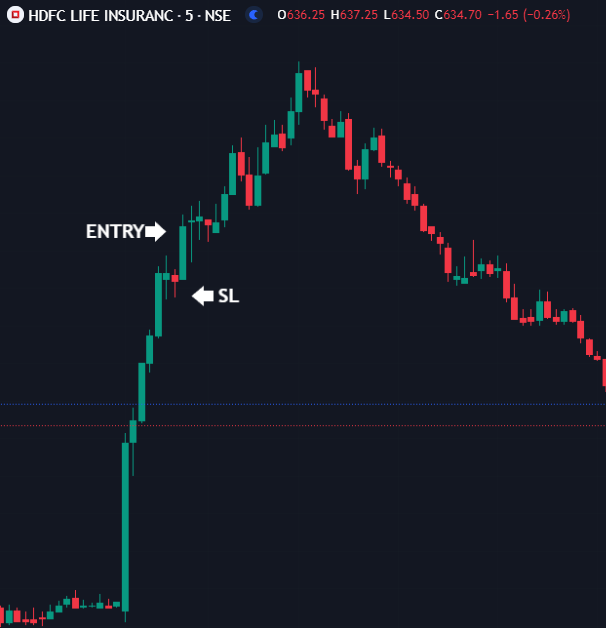 HDFC LIFE INSURANC · 5 · NSE O636.25 H637.25 L634.50 C634.70 −1.65 (−0.26%)
ENTRY
SL